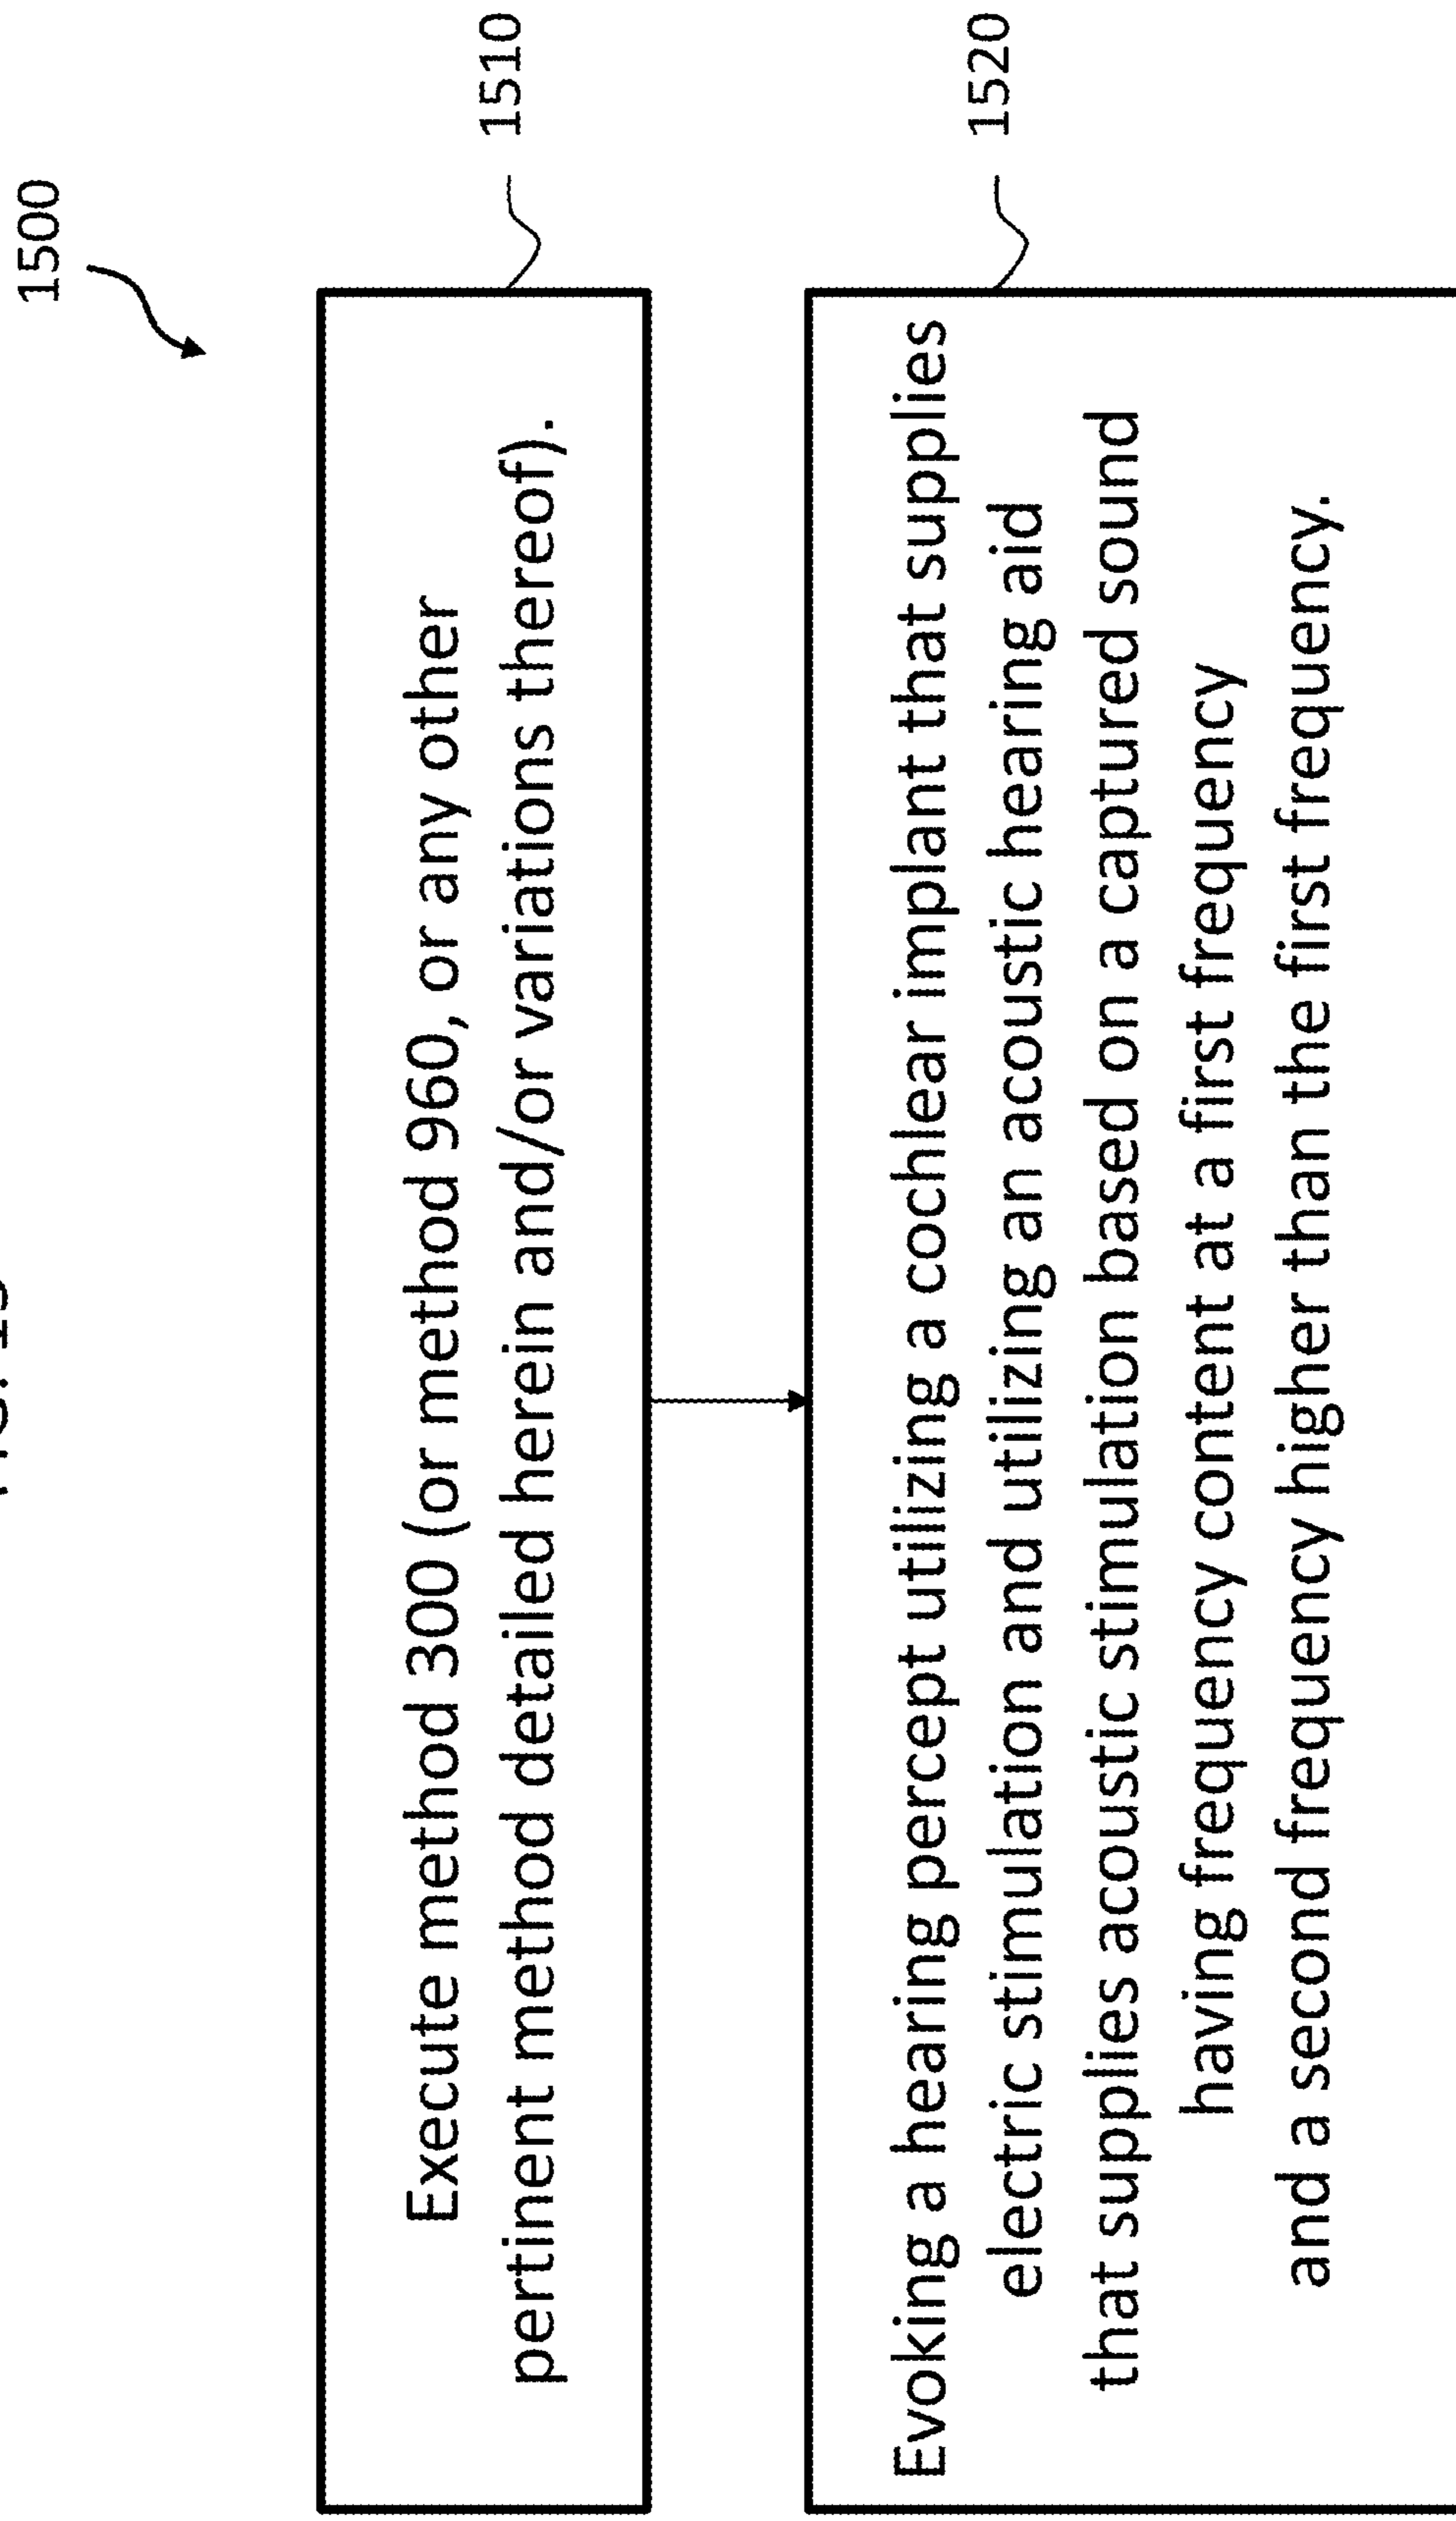 1500
Execute method 300 (or method 960, or any other
pertinent method detailed herein and/or variations thereof).
1510
Evoking a hearing percept utilizing a cochlear implant that supplies
electric stimulation and utilizing an acoustic hearing aid
that supplies acoustic stimulation based on a captured sound
having frequency content at a first frequency
and a second frequency higher than the first frequency.
1520